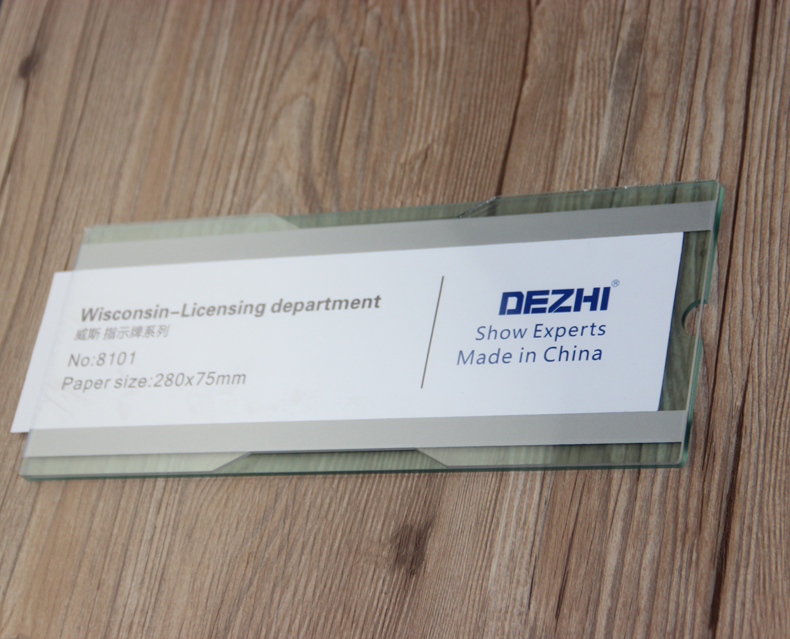 Wisconsin-Licensing department
威斯 指示牌系列
No:8101
Paper size:280x75mm
DEZHI®
Show Experts
Made in China